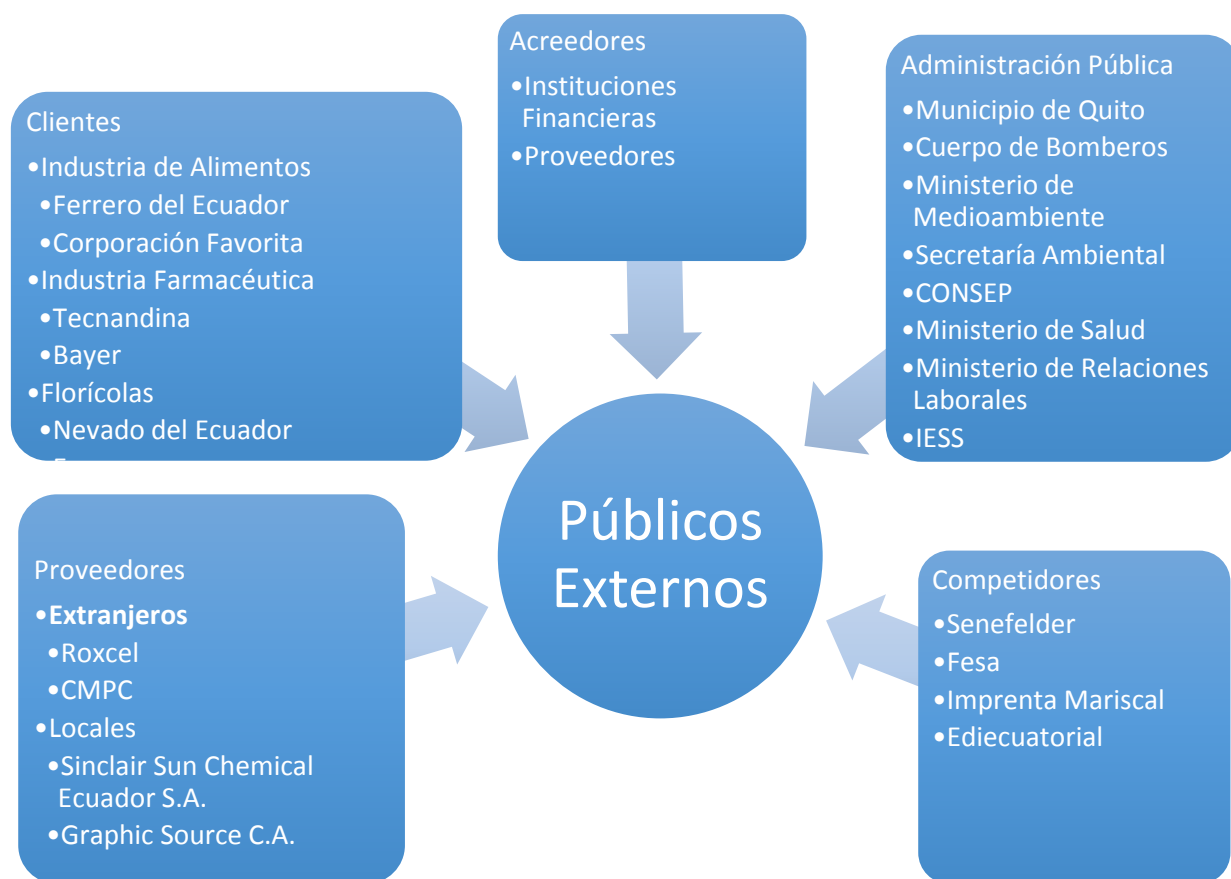 Acreedores
•Instituciones
Financieras
•Proveedores
Administración Pública
•Municipio de Quito
•Cuerpo de Bomberos
•Ministerio de
Medioambiente
•Secretaría Ambiental
•CONSEP
•Ministerio de Salud
•Ministerio de Relaciones
Laborales
•IESS
Clientes
•Industria de Alimentos
•Ferrero del Ecuador
•Corporación Favorita
•Industria Farmacéutica
•Tecnandina
•Bayer
•Florícolas
•Nevado del Ecuador
Públicos
Externos
Proveedores
•Extranjeros
•Roxcel
•CMPC
•Locales
•Sinclair Sun Chemical
Ecuador S.A.
•Graphic Source C.A.
Competidores
•Senefelder
•Fesa
•Imprenta Mariscal
•Ediecuatorial